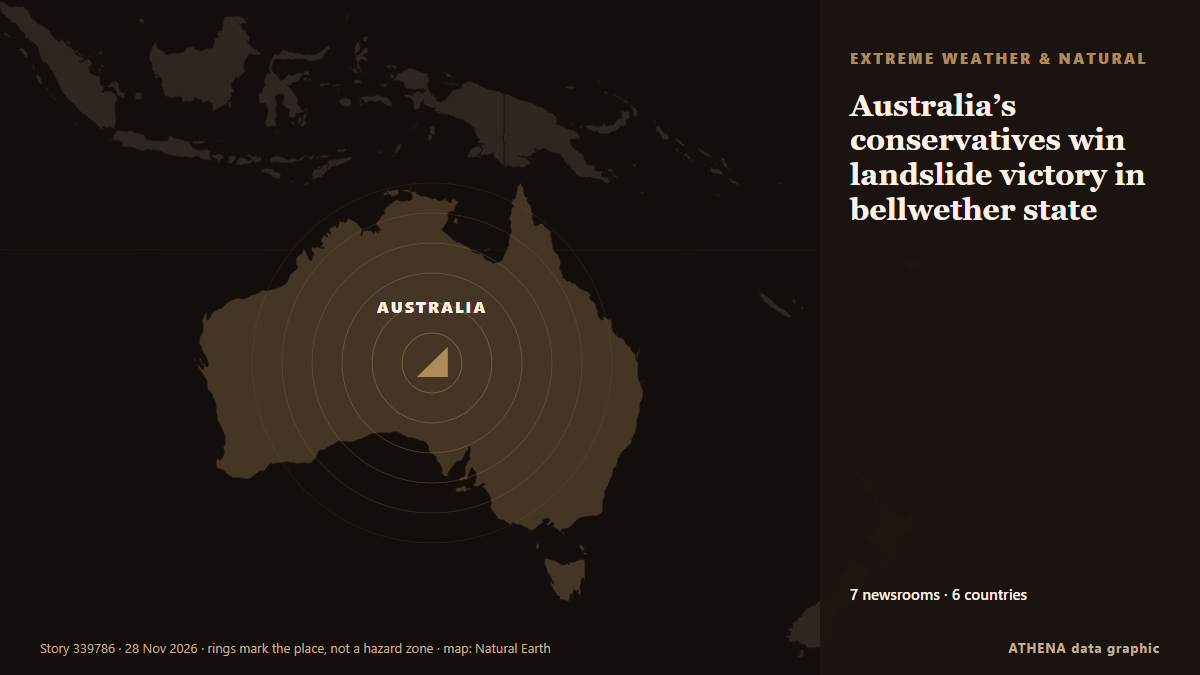 EXTREME WEATHER & NATURAL
Australia’s
conservatives win
landslide victory in
bellwether state
AUSTRALIA
7 newsrooms · 6 countries
Story 339786 · 28 Nov 2026 · rings mark the place, not a hazard zone · map: Natural Earth
ATHENA data graphic